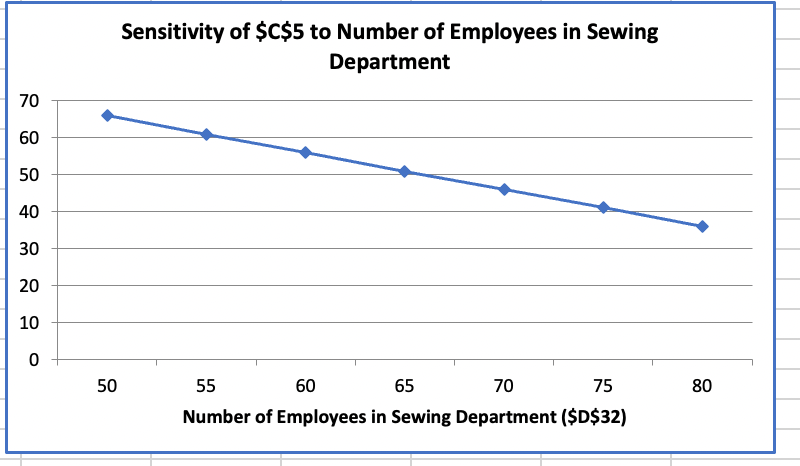 Sensitivity of $C$5 to Number of Employees in Sewing
Department
70
60
50
40
30
20
10
0
50 55 60 65 70 75 80
Number of Employees in Sewing Department ($D$32)